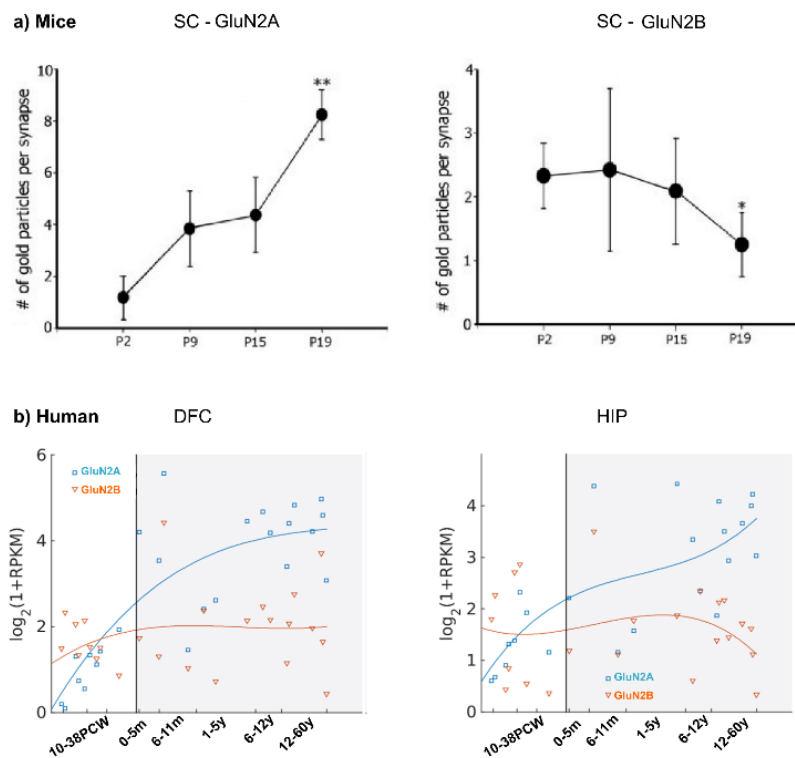 a) Mice
SC - GluN2A
SC - GluN2B
# of gold particles per synapse
10
8
6
4
2
0
**
P2
P9
P15
P19
# of gold particles per synapse
4
3
2
1
0
*
P2
P9
P15
P19
b) Human
DFC
HIP
log2(1+RPKM)
6
4
2
0
GluN2A
GluN2B
10-38PCW
0-5m
6-11m
1-5y
6-12y
12-60y
log2(1+RPKM)
5
4
3
2
1
0
GluN2A
GluN2B
10-38PCW
0-5m
6-11m
1-5y
6-12y
12-60y